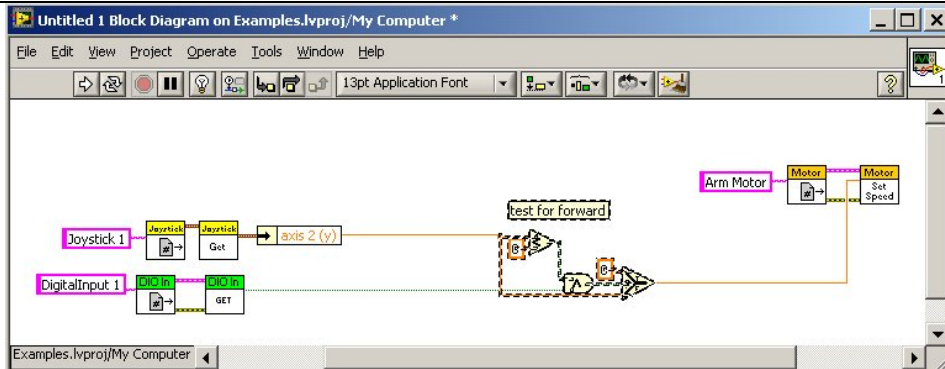 Untitled 1 Block Diagram on Examples.lvproj/My Computer *
File Edit View Project Operate Tools Window Help
13pt Application Font
Arm Motor
Motor
#
Motor
Set
Speed
test for forward
Joystick 1
Joystick
#
Joystick
Get
axis 2 (y)
DigitalInput 1
DIO In
#
DIO In
GET
Examples.lvproj/My Computer